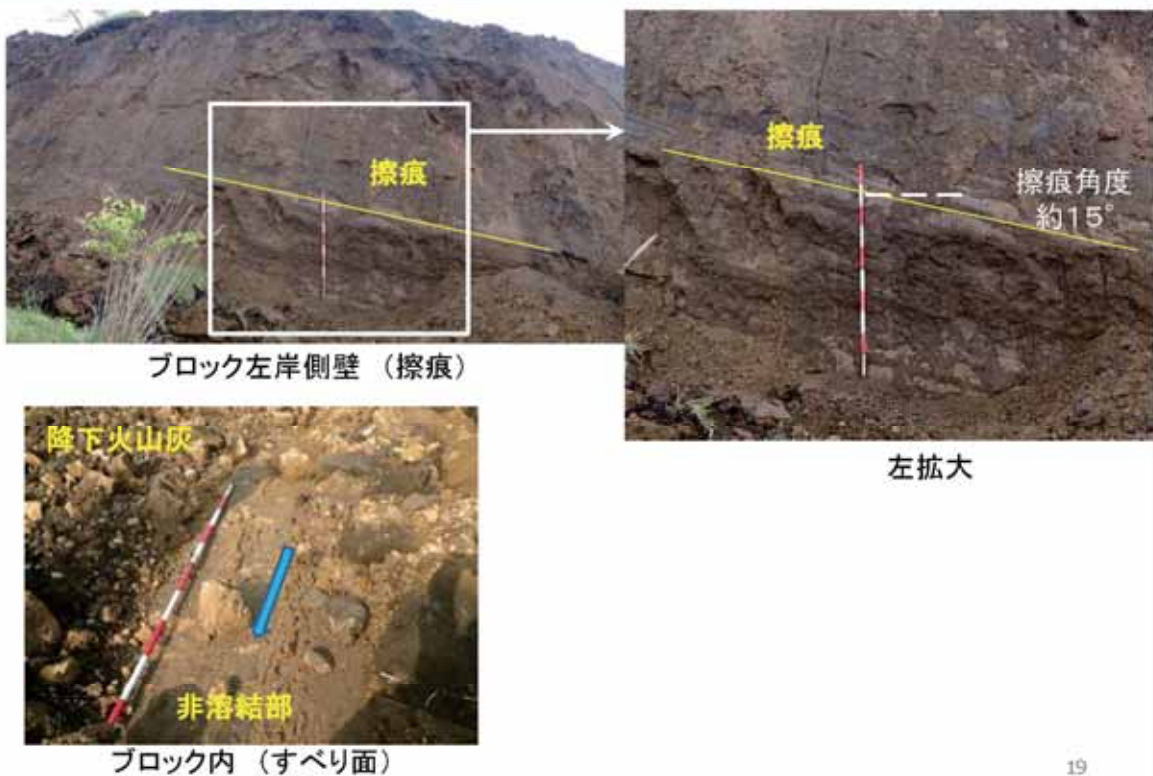 擦痕
ブロック左岸側壁 (擦痕)
擦痕
擦痕角度
約15°
左拡大
降下火山灰
非溶結部
ブロック内 (すべり面)
19